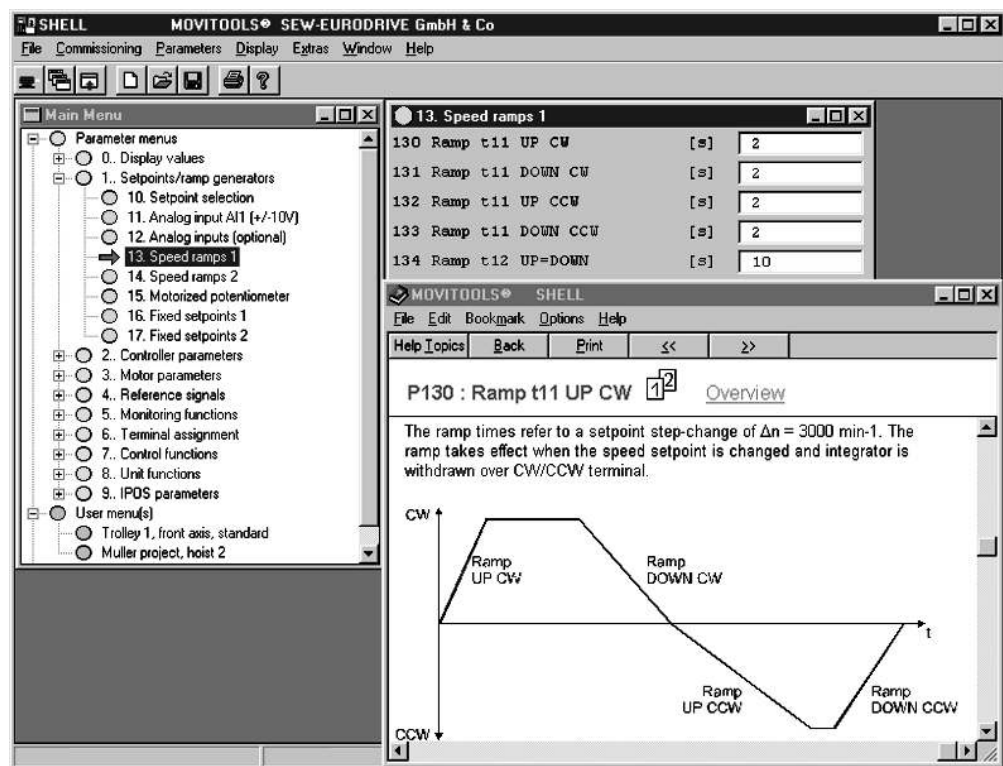 SHELL MOVITOOLS® SEW-EURODRIVE GmbH & Co
File Commissioning Parameters Display Extras Window Help
Main Menu
Parameter menus
0.. Display values
1.. Setpoints/ramp generators
10. Setpoint selection
11. Analog input AI1 (+/-10V)
12. Analog inputs (optional)
13. Speed ramps 1
14. Speed ramps 2
15. Motorized potentiometer
16. Fixed setpoints 1
17. Fixed setpoints 2
2.. Controller parameters
3.. Motor parameters
4.. Reference signals
5.. Monitoring functions
6.. Terminal assignment
7.. Control functions
8.. Unit functions
9.. IPOS parameters
User menu(s)
Trolley 1, front axis, standard
Muller project, hoist 2
13. Speed ramps 1
130 Ramp t11 UP CW [s] 2
131 Ramp t11 DOWN CW [s] 2
132 Ramp t11 UP CCW [s] 2
133 Ramp t11 DOWN CCW [s] 2
134 Ramp t12 UP=DOWN [s] 10
MOVITOOLS® SHELL
File Edit Bookmark Options Help
Help Topics Back Print << >>
P130 : Ramp t11 UP CW 1 2 Overview
The ramp times refer to a setpoint step-change of Δn = 3000 min-1. The
ramp takes effect when the speed setpoint is changed and integrator is
withdrawn over CW/CCW terminal.
CW
Ramp
UP CW
Ramp
DOWN CW
t
Ramp
UP CCW
Ramp
DOWN CCW
CCW